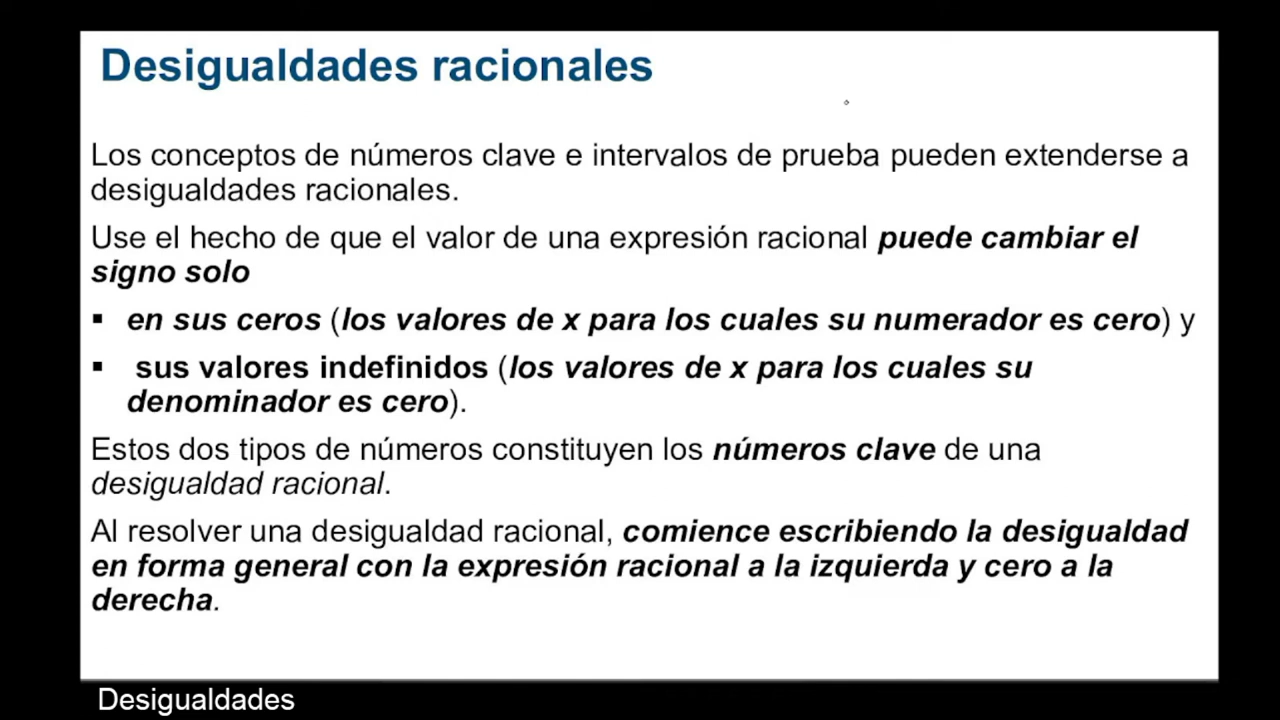 Desigualdades racionales
Los conceptos de números clave e intervalos de prueba pueden extenderse a
desigualdades racionales.
Use el hecho de que el valor de una expresión racional puede cambiar el
signo solo
▪ en sus ceros (los valores de x para los cuales su numerador es cero) y
▪ sus valores indefinidos (los valores de x para los cuales su
denominador es cero).
Estos dos tipos de números constituyen los números clave de una
desigualdad racional.
Al resolver una desigualdad racional, comience escribiendo la desigualdad
en forma general con la expresión racional a la izquierda y cero a la
derecha.
Desigualdades